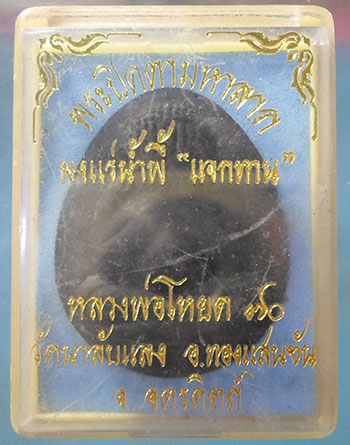 พระปิดตามหาลาภ
ผงแร่น้ำพี้ "แจกทาน"
หลวงพ่อโหยด ๗๐
วัดนาลับแลง อ.ทองแสนขัน
จ. อุตรดิตถ์